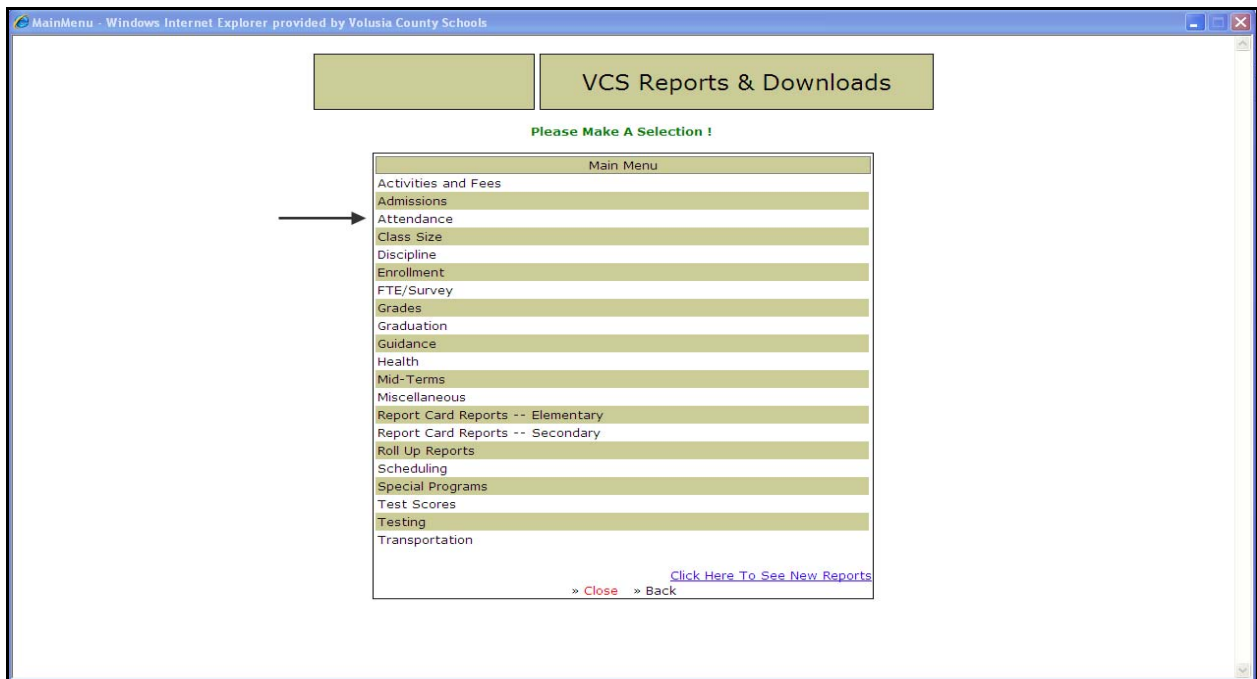 MainMenu - Windows Internet Explorer provided by Volusia County Schools
VCS Reports & Downloads
Please Make A Selection !
Main Menu
Activities and Fees
Admissions
Attendance
Class Size
Discipline
Enrollment
FTE/Survey
Grades
Graduation
Guidance
Health
Mid-Terms
Miscellaneous
Report Card Reports -- Elementary
Report Card Reports -- Secondary
Roll Up Reports
Scheduling
Special Programs
Test Scores
Testing
Transportation
Click Here To See New Reports
» Close » Back